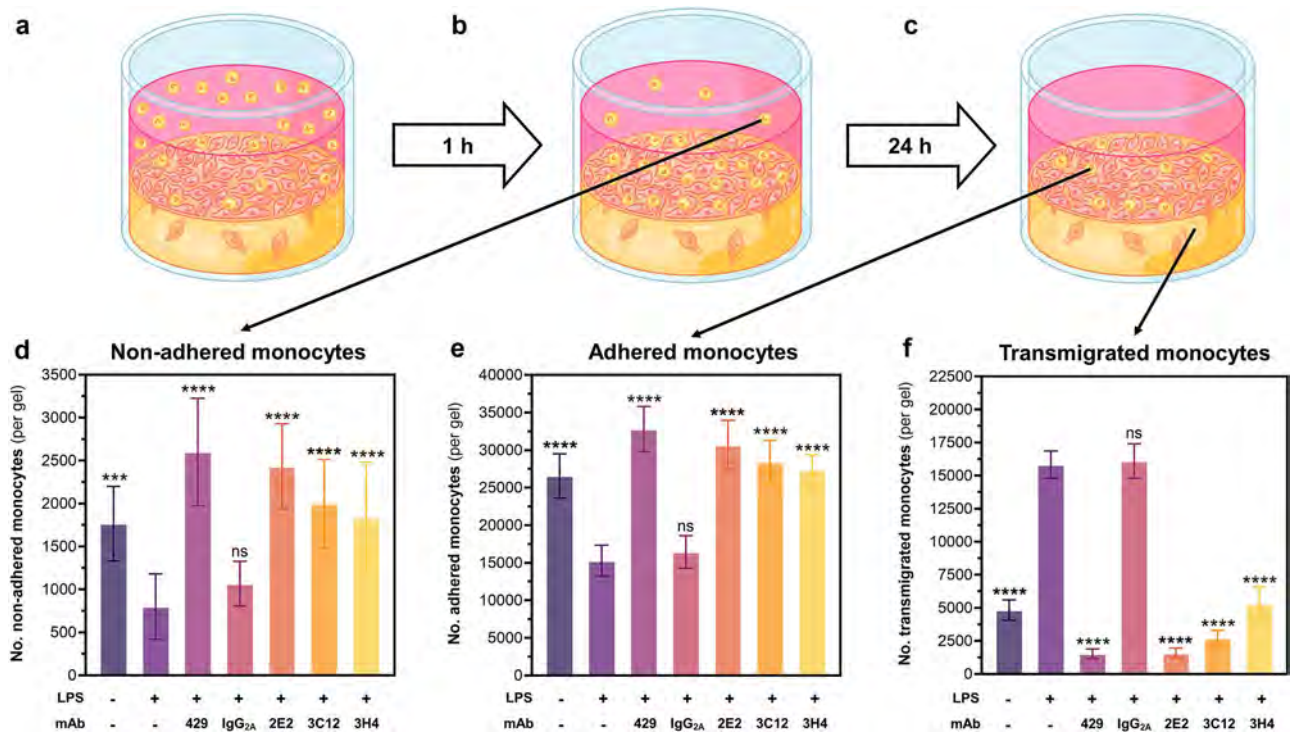 a
b
c
1 h
24 h
d
Non-adhered monocytes
No. non-adhered monocytes (per gel)
3500
3000
2500
2000
1500
1000
500
0
***
****
ns
****
****
****
LPS
- + + + + + +
mAb
- - 429 IgG2A 2E2 3C12 3H4
e
Adhered monocytes
No. adhered monocytes (per gel)
40000
35000
30000
25000
20000
15000
10000
5000
0
****
****
ns
****
****
****
LPS
- + + + + + +
mAb
- - 429 IgG2A 2E2 3C12 3H4
f
Transmigrated monocytes
No. transmigrated monocytes (per gel)
22500
20000
17500
15000
12500
10000
7500
5000
2500
0
****
****
ns
****
****
****
LPS
- + + + + + +
mAb
- - 429 IgG2A 2E2 3C12 3H4